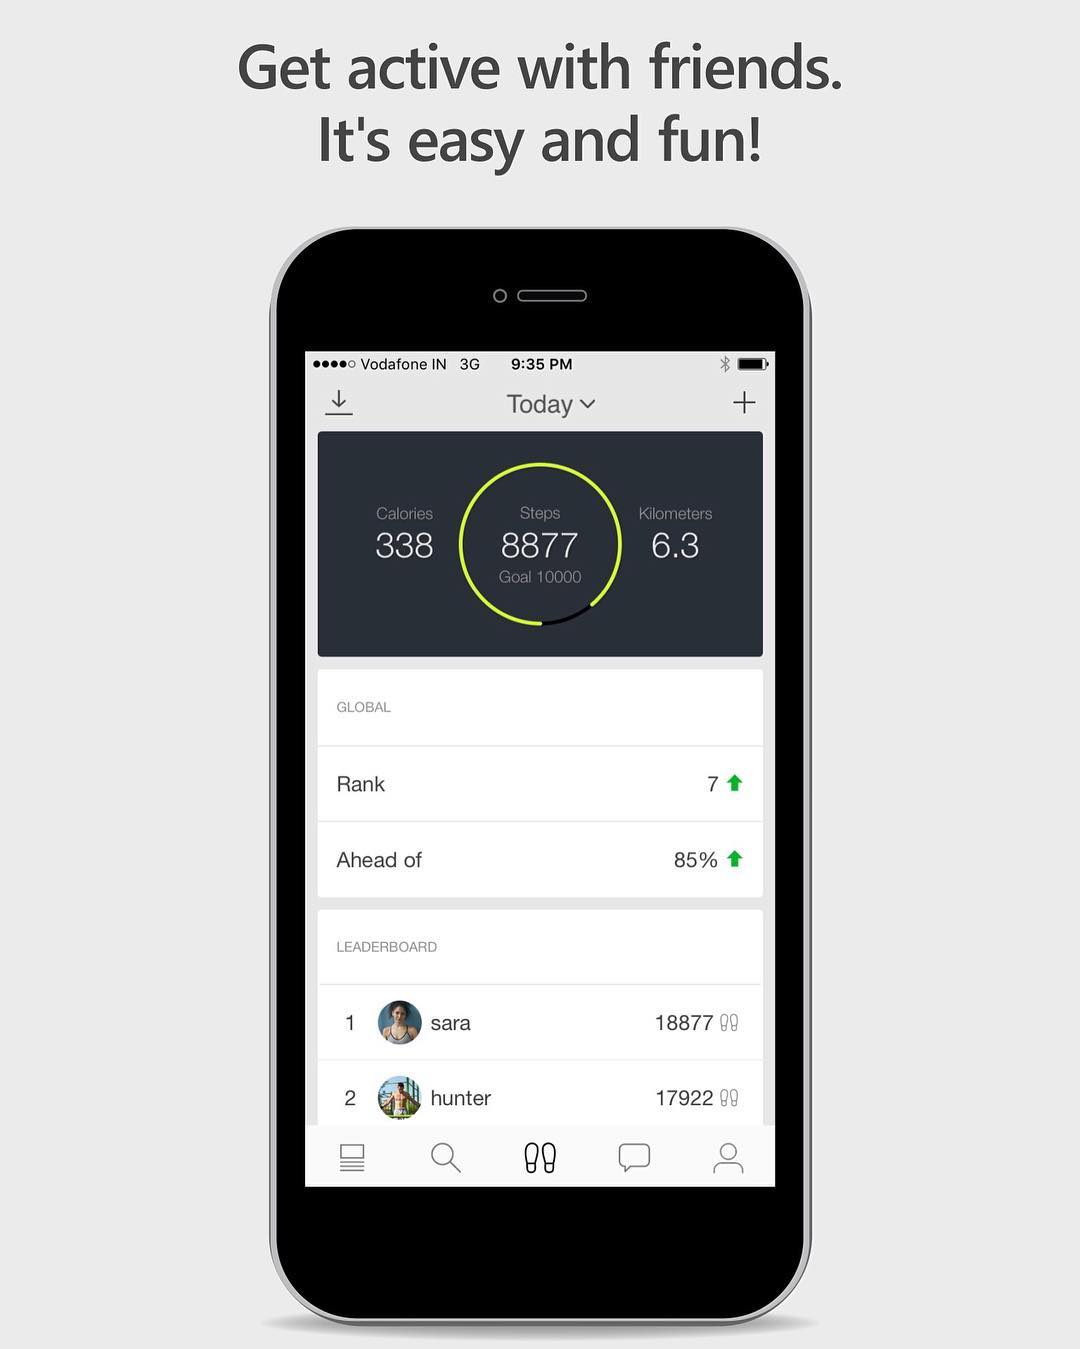 Get active with friends.
It's easy and fun!
Vodafone IN 3G 9:35 PM
Today
Calories
338
Steps
8877
Goal 10000
Kilometers
6.3
GLOBAL
Rank 7
Ahead of 85%
LEADERBOARD
1 sara 18877
2 hunter 17922